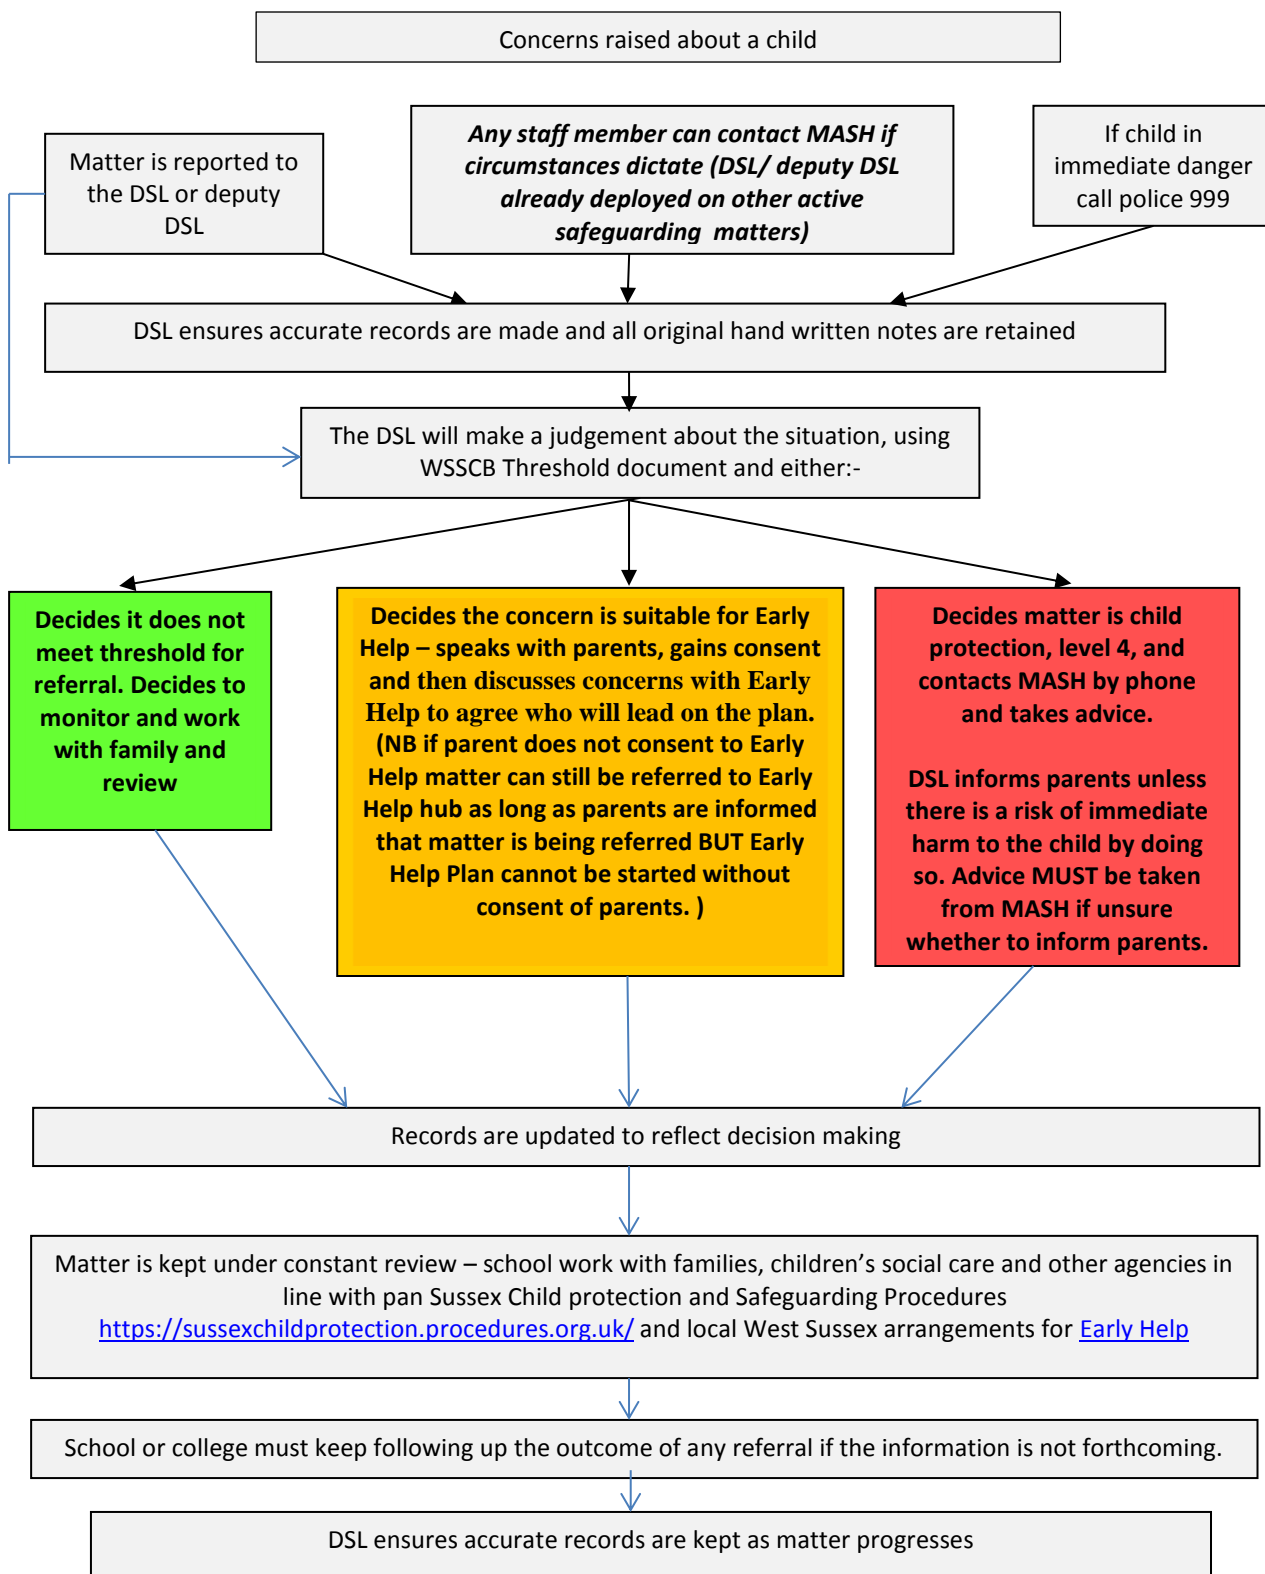 Concerns raised about a child
Matter is reported to
the DSL or deputy
DSL
Any staff member can contact MASH if
circumstances dictate (DSL/ deputy DSL
already deployed on other active
safeguarding matters)
If child in
immediate danger
call police 999
DSL ensures accurate records are made and all original hand written notes are retained
The DSL will make a judgement about the situation, using
WSSCB Threshold document and either:-
Decides it does not
meet threshold for
referral. Decides to
monitor and work
with family and
review
Decides the concern is suitable for Early
Help – speaks with parents, gains consent
and then discusses concerns with Early
Help to agree who will lead on the plan.
(NB if parent does not consent to Early
Help matter can still be referred to Early
Help hub as long as parents are informed
that matter is being referred BUT Early
Help Plan cannot be started without
consent of parents. )
Decides matter is child
protection, level 4, and
contacts MASH by phone
and takes advice.
DSL informs parents unless
there is a risk of immediate
harm to the child by doing
so. Advice MUST be taken
from MASH if unsure
whether to inform parents.
Records are updated to reflect decision making
Matter is kept under constant review – school work with families, children’s social care and other agencies in
line with pan Sussex Child protection and Safeguarding Procedures
https://sussexchildprotection.procedures.org.uk/ and local West Sussex arrangements for Early Help
School or college must keep following up the outcome of any referral if the information is not forthcoming.
DSL ensures accurate records are kept as matter progresses